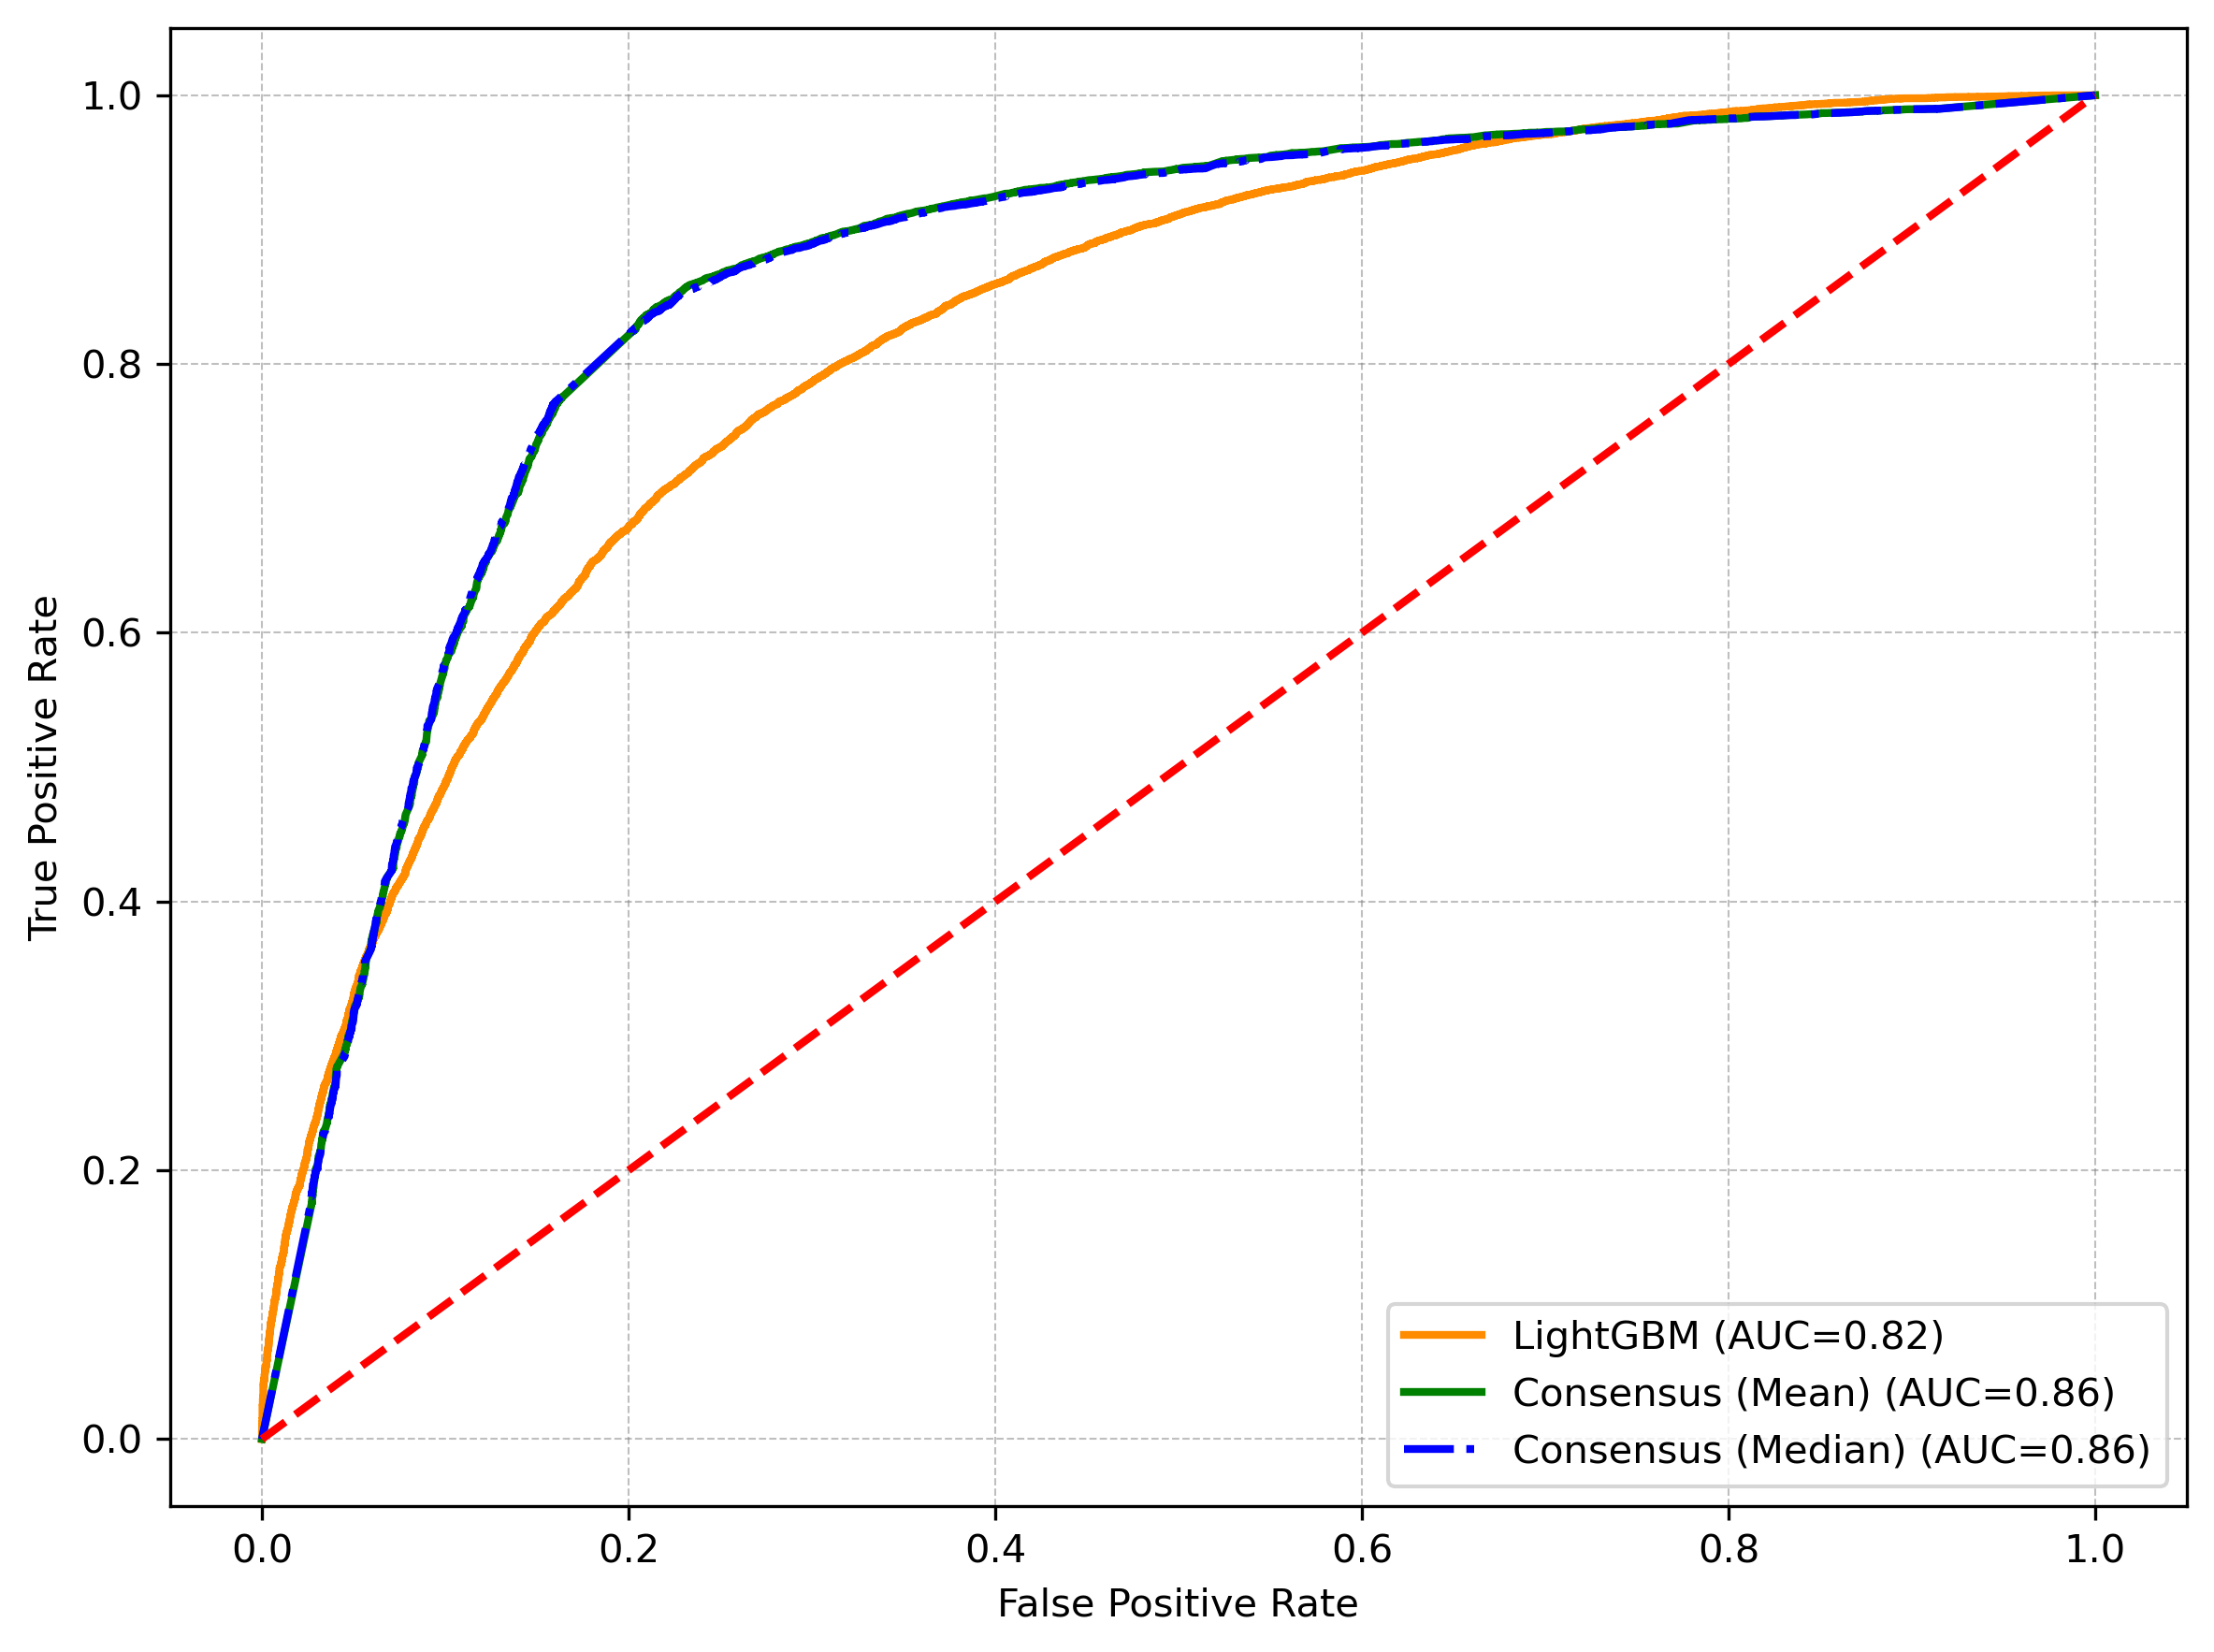 1.0
0.8
0.6
0.4
0.2
0.0
True Positive Rate
0.0 0.2 0.4 0.6 0.8 1.0
False Positive Rate
LightGBM (AUC=0.82)
Consensus (Mean) (AUC=0.86)
Consensus (Median) (AUC=0.86)